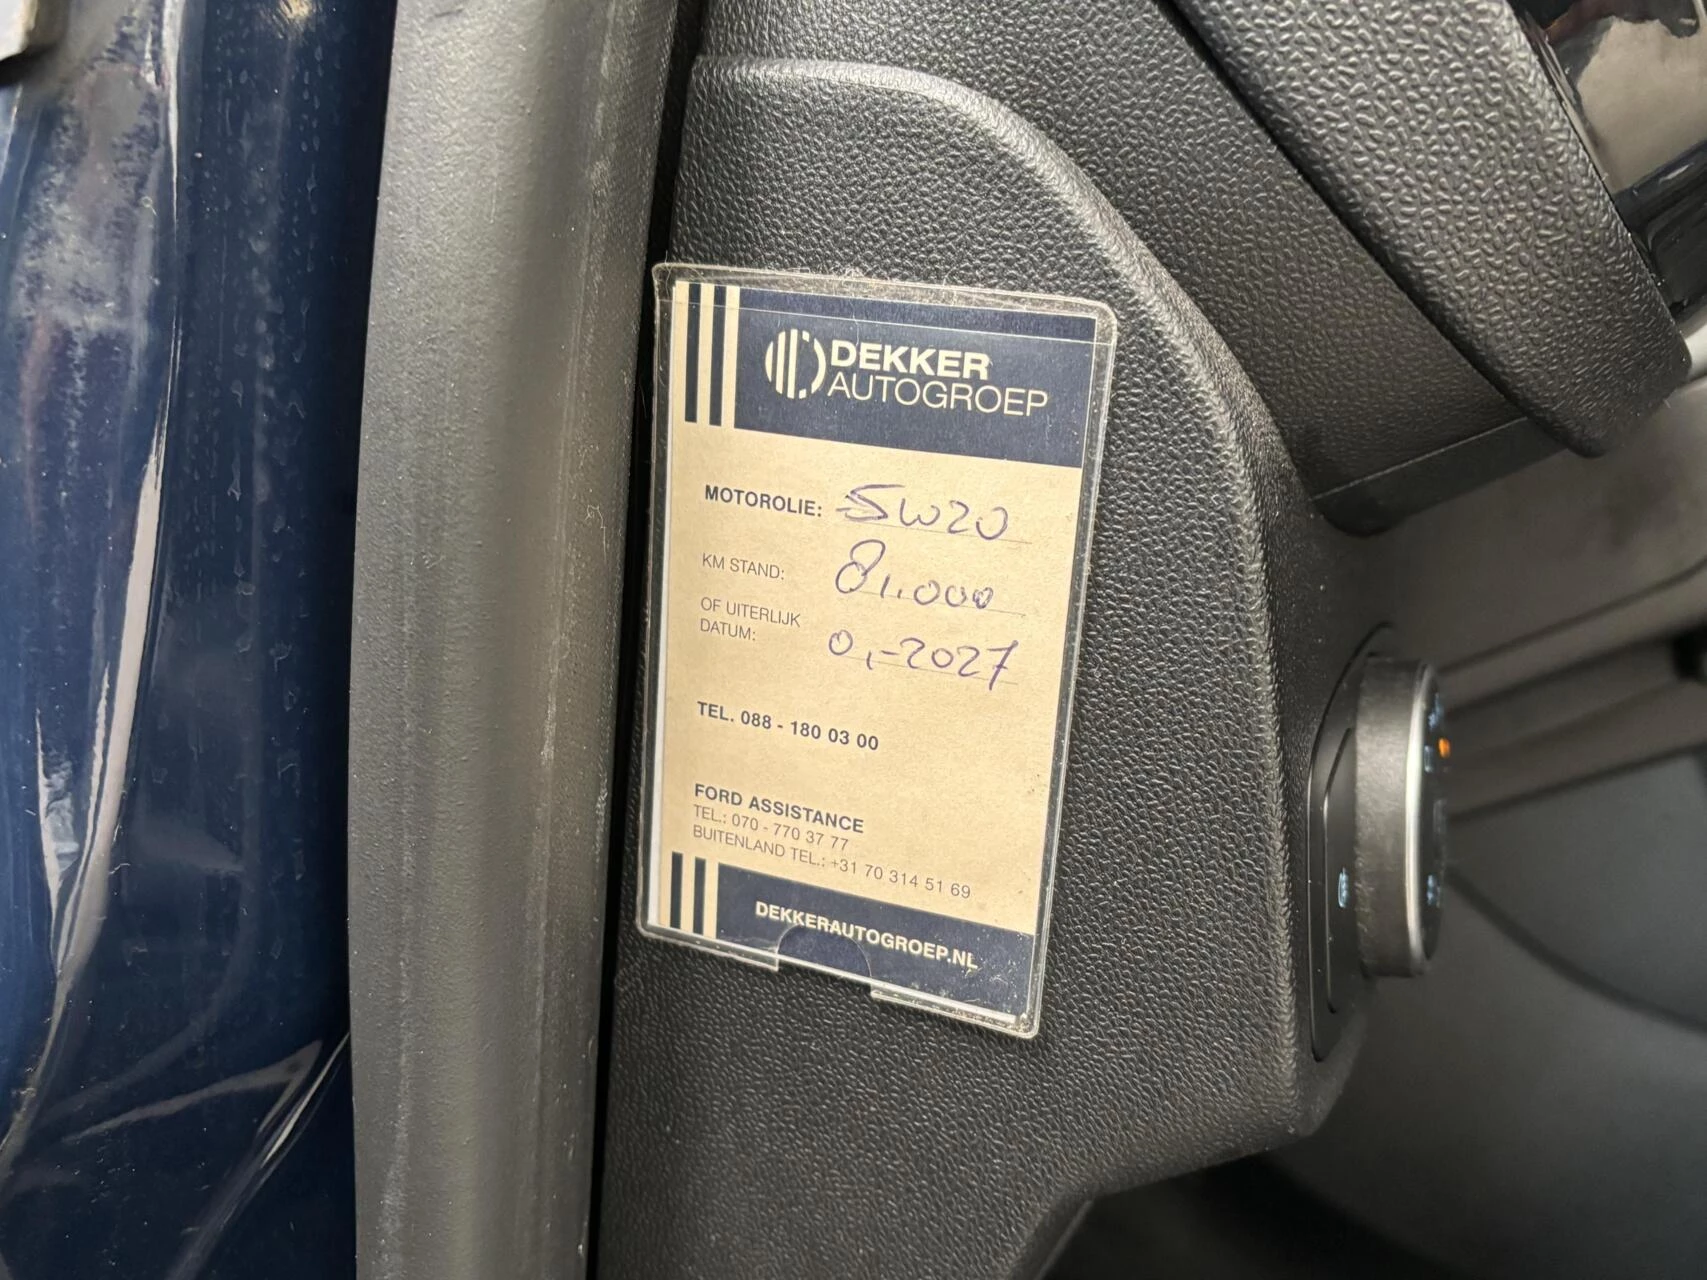 DEKKER
AUTOGROEP
MOTOROLIE: 5W20
KM STAND: 81.000
OF UITERLIJK
DATUM: 01-2027
TEL. 088 - 180 03 00
FORD ASSISTANCE
TEL.: 070 - 770 37 77
BUITENLAND TEL.: +31 70 314 51 69
DEKKERAUTOGROEP.NL